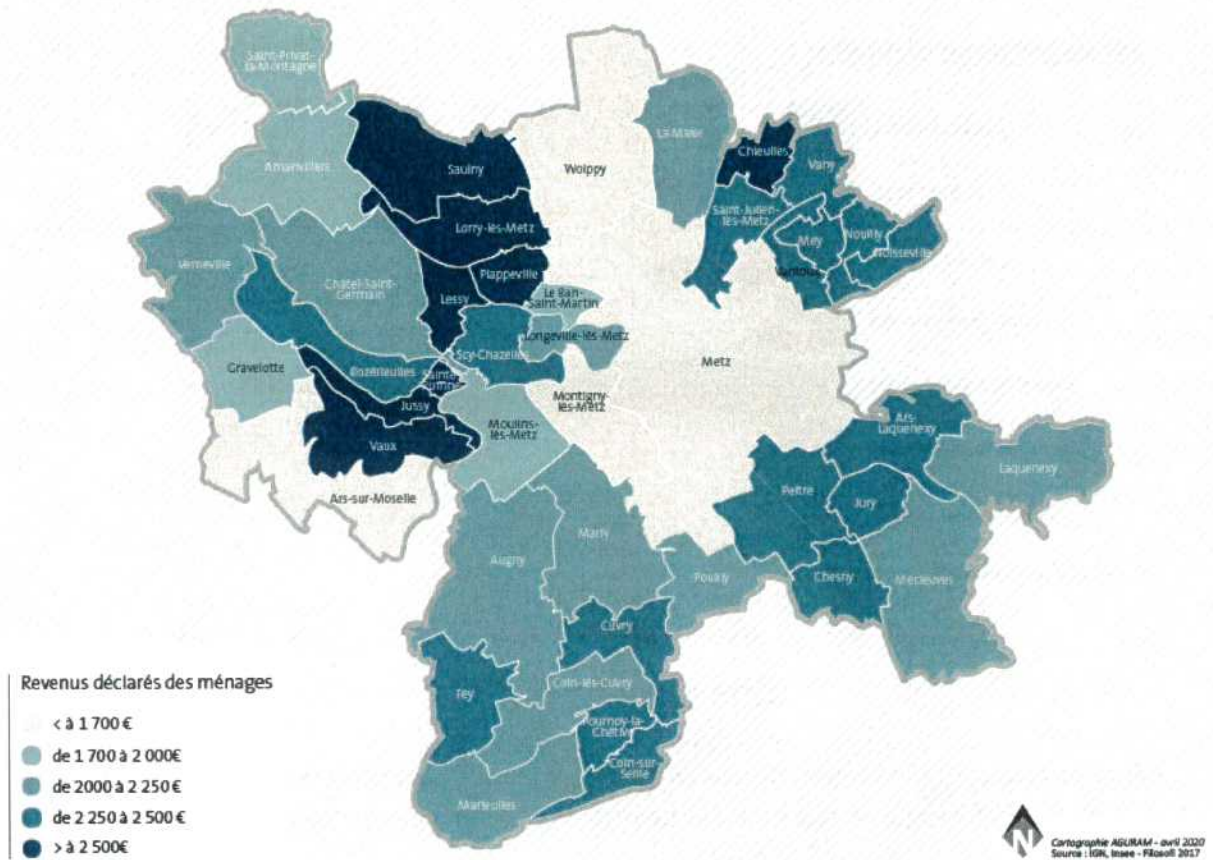 Saint-Privat-
la-Montagne
Amanvillers
Saulny
Woippy
La Maxe
Chieulles
Vany
Lorry-lès-Metz
Saint-Julien-
lès-Metz
Mey
Nouilly
Noisseville
Vantoux
Verneville
Châtel-Saint-
Germain
Lessy
Plappeville
Le Ban-
Saint-Martin
Longeville-lès-Metz
Scy-Chazelles
Metz
Gravelotte
Rozérieulles
Sainte-
Ruffine
Jussy
Vaux
Moulins-
lès-Metz
Montigny-
lès-Metz
Ars-
Laquenexy
Laquenexy
Ars-sur-Moselle
Peltre
Jury
Marly
Augny
Pouilly
Chesny
Mécleuves
Cuvry
Fey
Coin-lès-Cuvry
Pournoy-la-
Chétive
Coin-sur-
Seille
Marieulles
Revenus déclarés des ménages
< à 1 700 €
de 1 700 à 2 000€
de 2000 à 2 250 €
de 2 250 à 2 500 €
> à 2 500€
N
Cartographie AGURAM - avril 2020
Source : IGN, Insee - Filosofi 2017